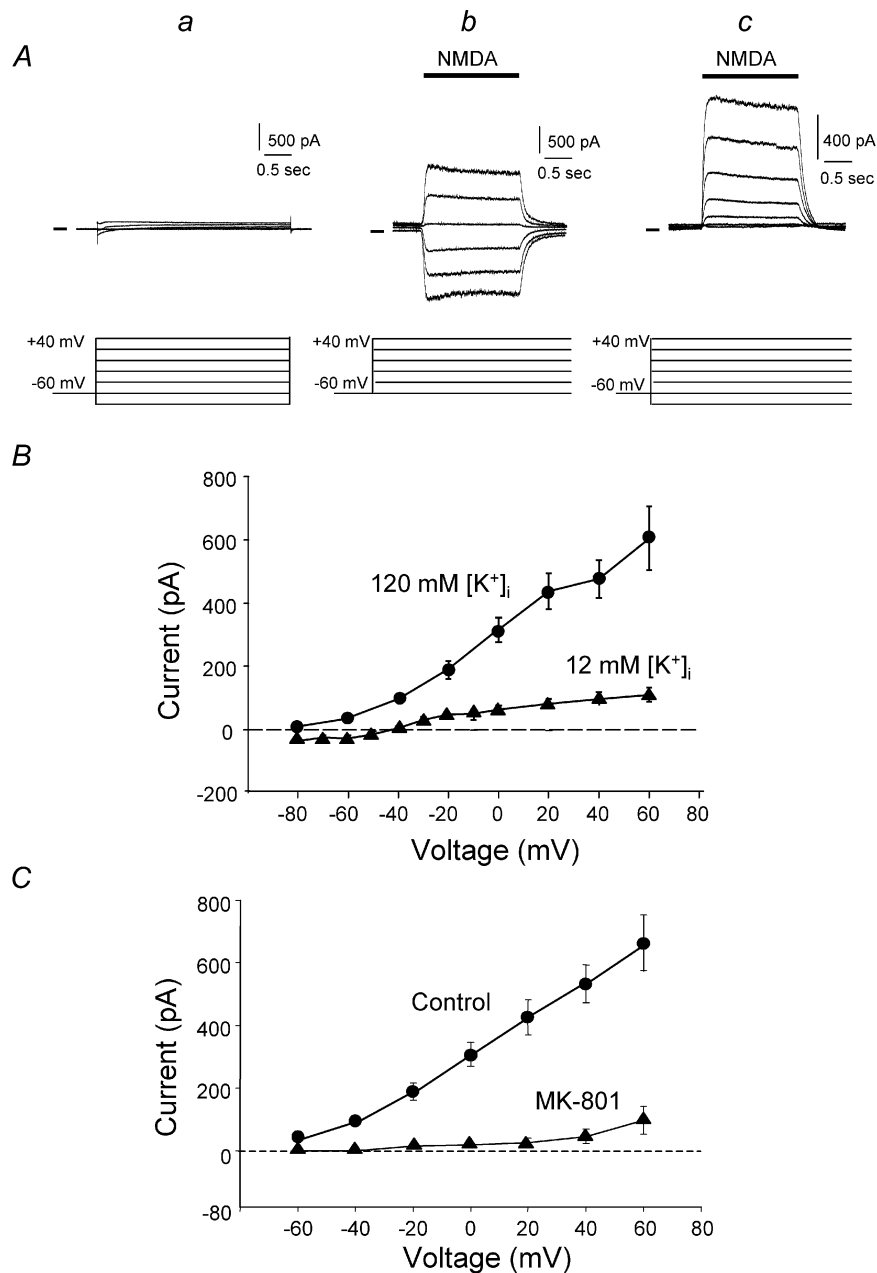 a
b
c
A
NMDA
NMDA
500 pA
0.5 sec
500 pA
0.5 sec
400 pA
0.5 sec
+40 mV
-60 mV
+40 mV
-60 mV
+40 mV
-60 mV
B
800
600
400
200
0
-200
Current (pA)
120 mM [K⁺]ᵢ
12 mM [K⁺]ᵢ
-80 -60 -40 -20 0 20 40 60 80
Voltage (mV)
C
800
600
400
200
0
-80
Current (pA)
Control
MK-801
-60 -40 -20 0 20 40 60 80
Voltage (mV)